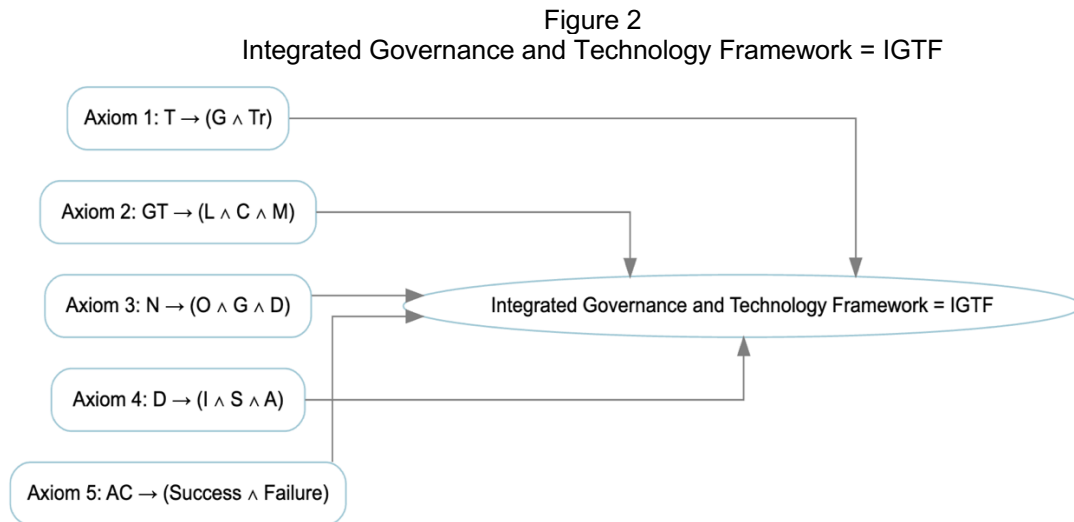 Figure 2
Integrated Governance and Technology Framework = IGTF
Axiom 1: T → (G ∧ Tr)
Axiom 2: GT → (L ∧ C ∧ M)
Axiom 3: N → (O ∧ G ∧ D)
Integrated Governance and Technology Framework = IGTF
Axiom 4: D → (I ∧ S ∧ A)
Axiom 5: AC → (Success ∧ Failure)